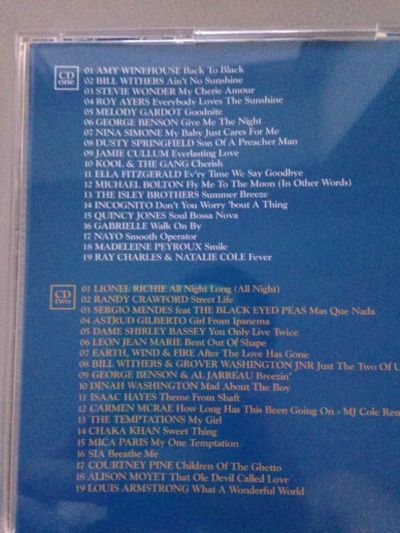 CD one
01 AMY WINEHOUSE Back To Black
02 BILL WITHERS Ain't No Sunshine
03 STEVIE WONDER My Cherie Amour
04 ROY AYERS Everybody Loves The Sunshine
05 MELODY GARDOT Goodnite
06 GEORGE BENSON Give Me The Night
07 NINA SIMONE My Baby Just Cares For Me
08 DUSTY SPRINGFIELD Son Of A Preacher Man
09 JAMIE CULLUM Everlasting Love
10 KOOL & THE GANG Cherish
11 ELLA FITZGERALD Ev'ry Time We Say Goodbye
12 MICHAEL BOLTON Fly Me To The Moon (In Other Words)
13 THE ISLEY BROTHERS Summer Breeze
14 INCOGNITO Don't You Worry 'bout A Thing
15 QUINCY JONES Soul Bossa Nova
16 GABRIELLE Walk On By
17 NAYO Smooth Operator
18 MADELEINE PEYROUX Smile
19 RAY CHARLES & NATALIE COLE Fever
CD two
01 LIONEL RICHIE All Night Long (All Night)
02 RANDY CRAWFORD Street Life
03 SERGIO MENDES feat THE BLACK EYED PEAS Mas Que Nada
04 ASTRUD GILBERTO Girl From Ipanema
05 DAME SHIRLEY BASSEY You Only Live Twice
06 LEON JEAN MARIE Bent Out Of Shape
07 EARTH, WIND & FIRE After The Love Has Gone
08 BILL WITHERS & GROVER WASHINGTON JNR Just The Two Of U
09 GEORGE BENSON & AL JARREAU Breezin'
10 DINAH WASHINGTON Mad About The Boy
11 ISAAC HAYES Theme From Shaft
12 CARMEN MCRAE How Long Has This Been Going On - MJ Cole Rem
13 THE TEMPTATIONS My Girl
14 CHAKA KHAN Sweet Thing
15 MICA PARIS My One Temptation
16 SIA Breathe Me
17 COURTNEY PINE Children Of The Ghetto
18 ALISON MOYET That Ole Devil Called Love
19 LOUIS ARMSTRONG What A Wonderful World